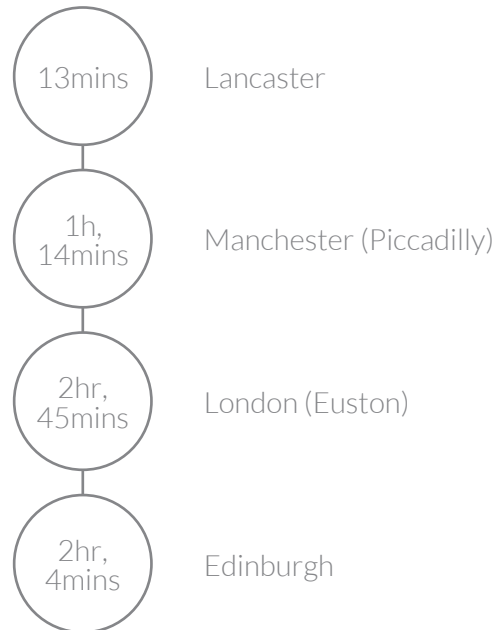 13mins
Lancaster
1h,
14mins
Manchester (Piccadilly)
2hr,
45mins
London (Euston)
2hr,
4mins
Edinburgh